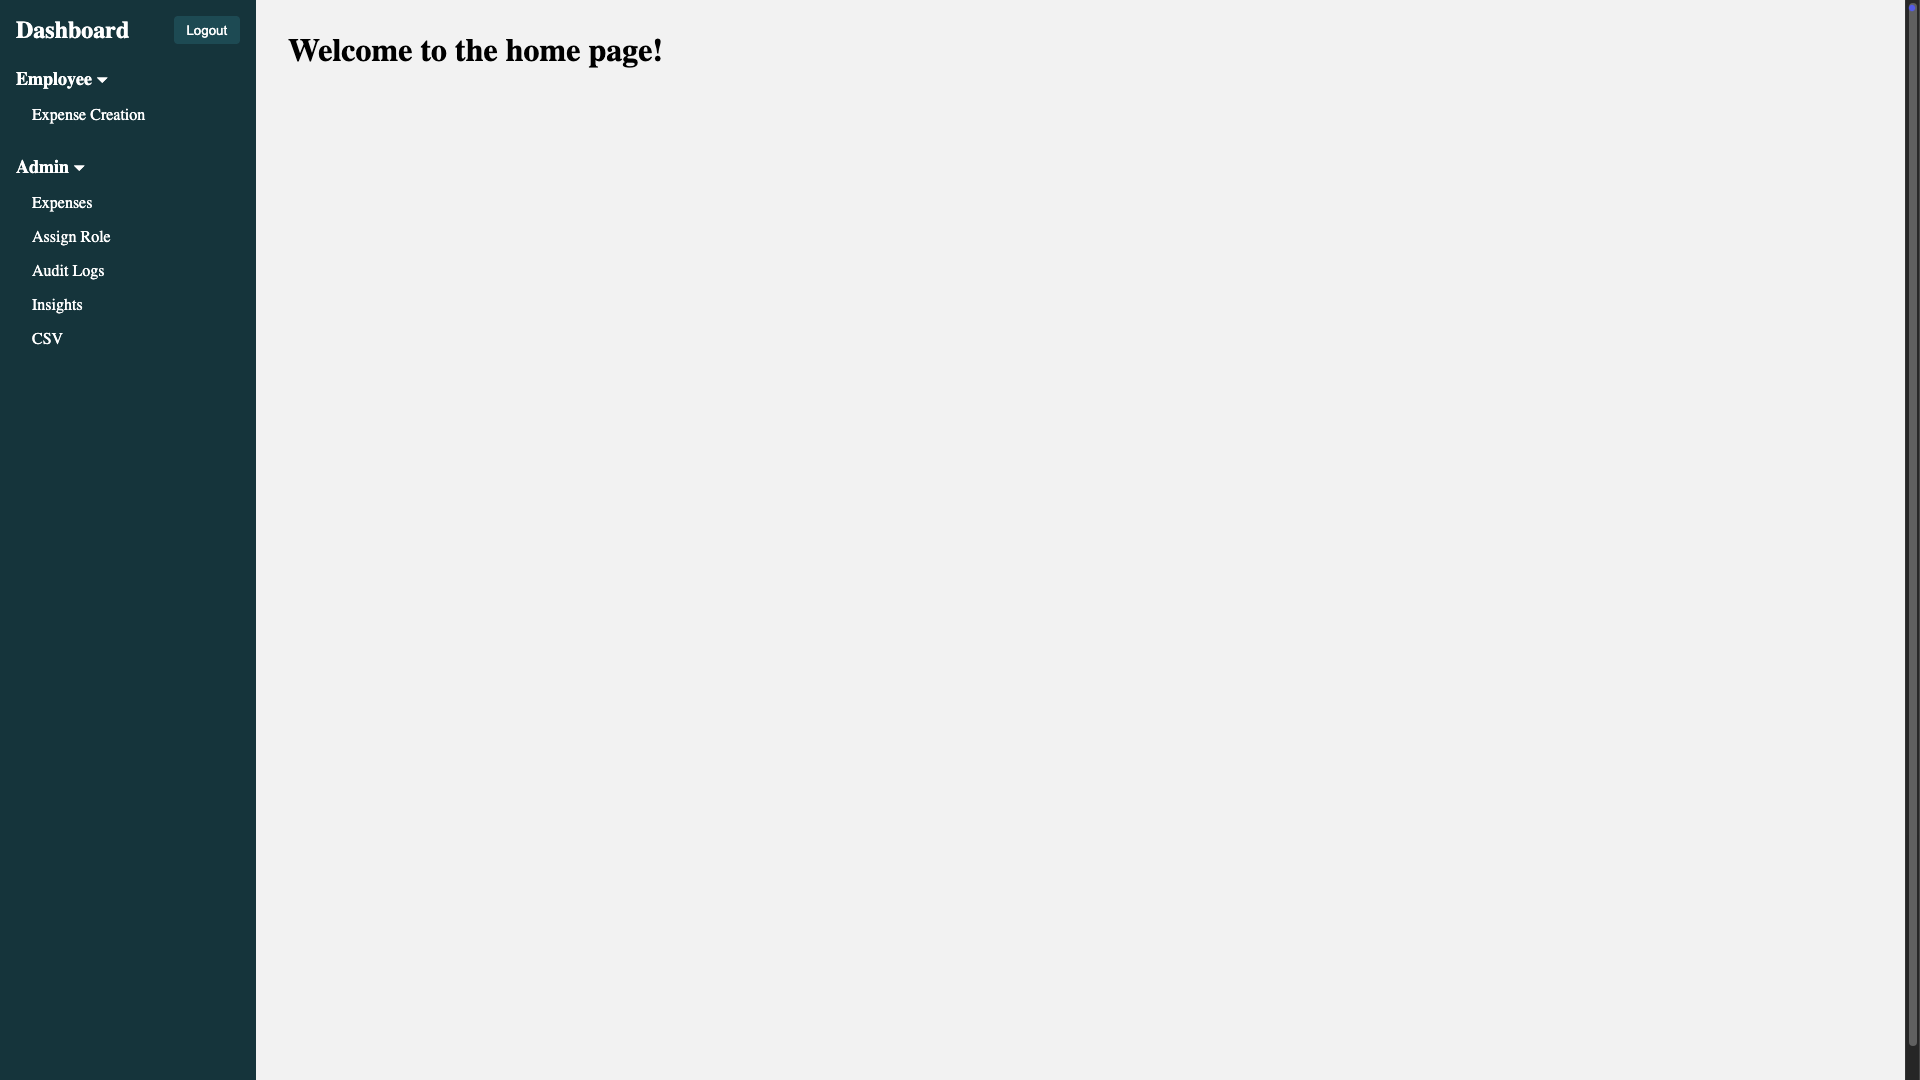 Dashboard
Logout
Employee
Expense Creation
Admin
Expenses
Assign Role
Audit Logs
Insights
CSV
Welcome to the home page!